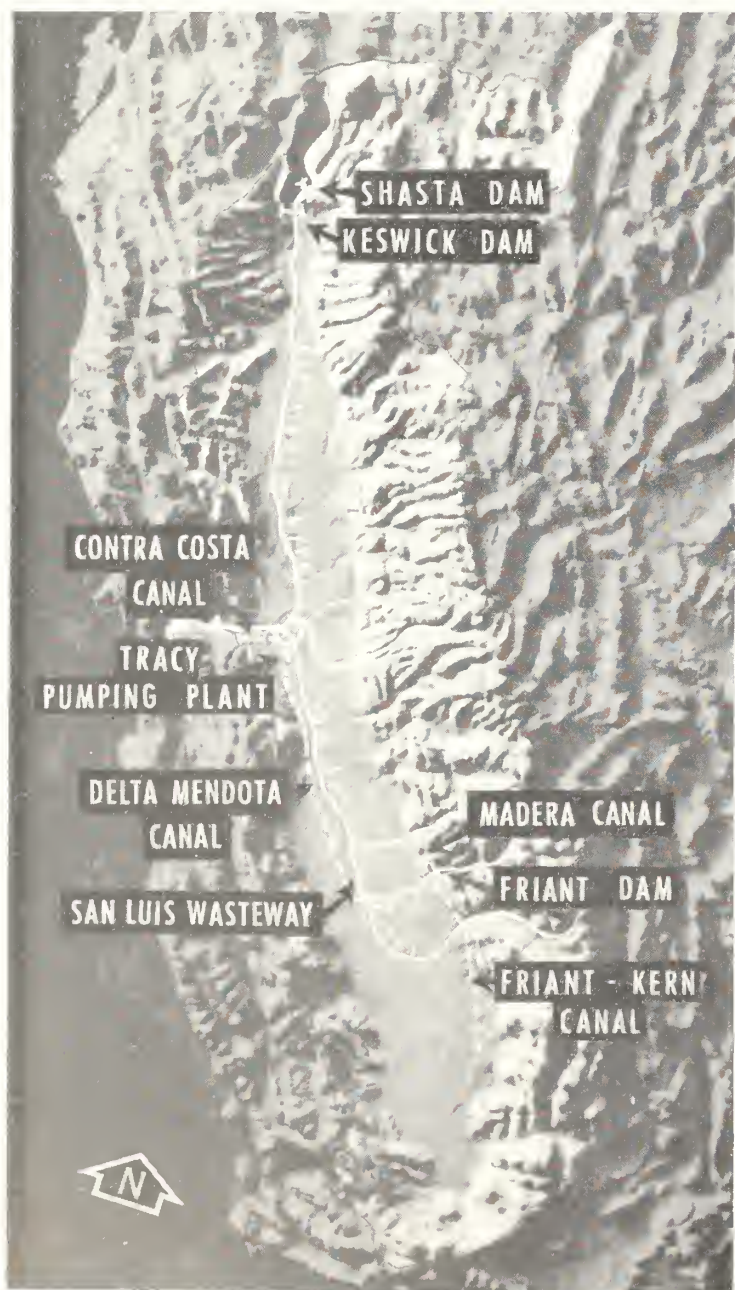 SHASTA DAM
KESWICK DAM
CONTRA COSTA
CANAL
TRACY
PUMPING PLANT
DELTA MENDOTA
CANAL
SAN LUIS WASTEWAY
MADERA CANAL
FRIANT DAM
FRIANT - KERN
CANAL
N